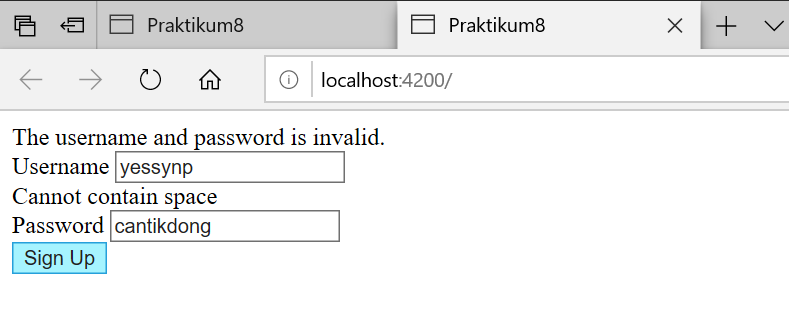 Praktikum8
Praktikum8
localhost:4200/
The username and password is invalid.
Username yessynp
Cannot contain space
Password cantikdong
Sign Up